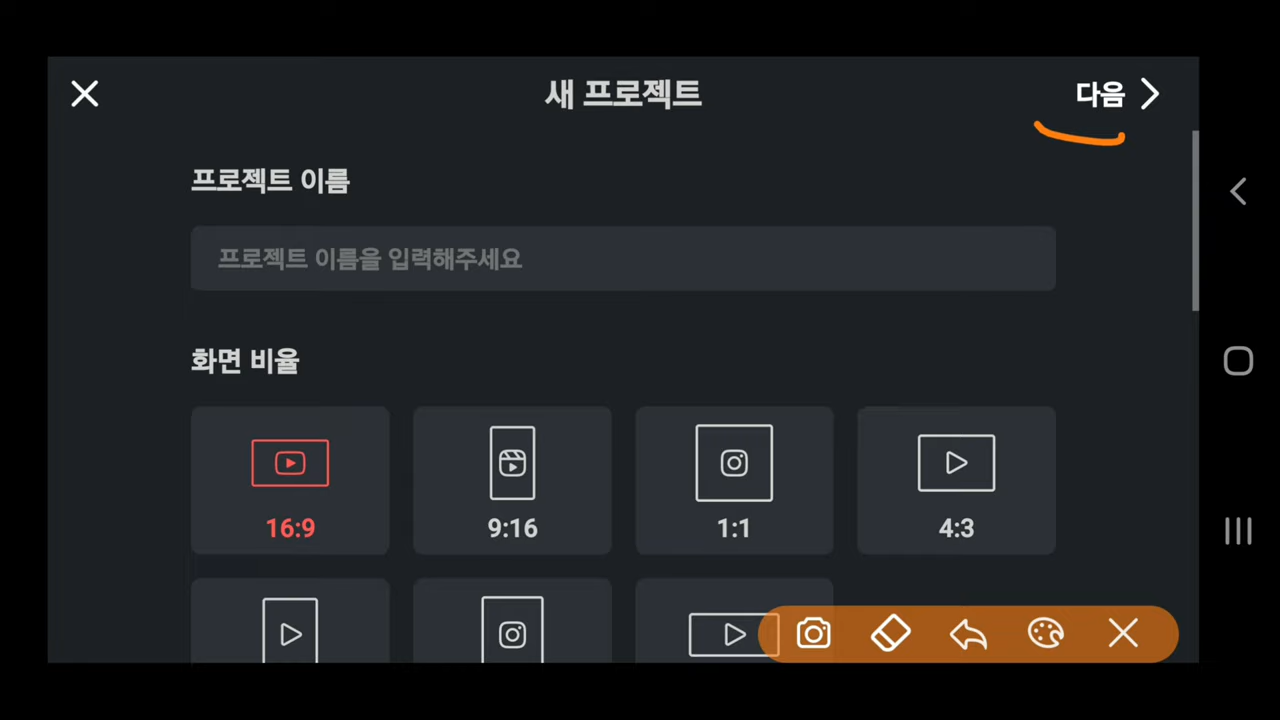 새 프로젝트
다음
프로젝트 이름
프로젝트 이름을 입력해주세요
화면 비율
16:9
9:16
1:1
4:3